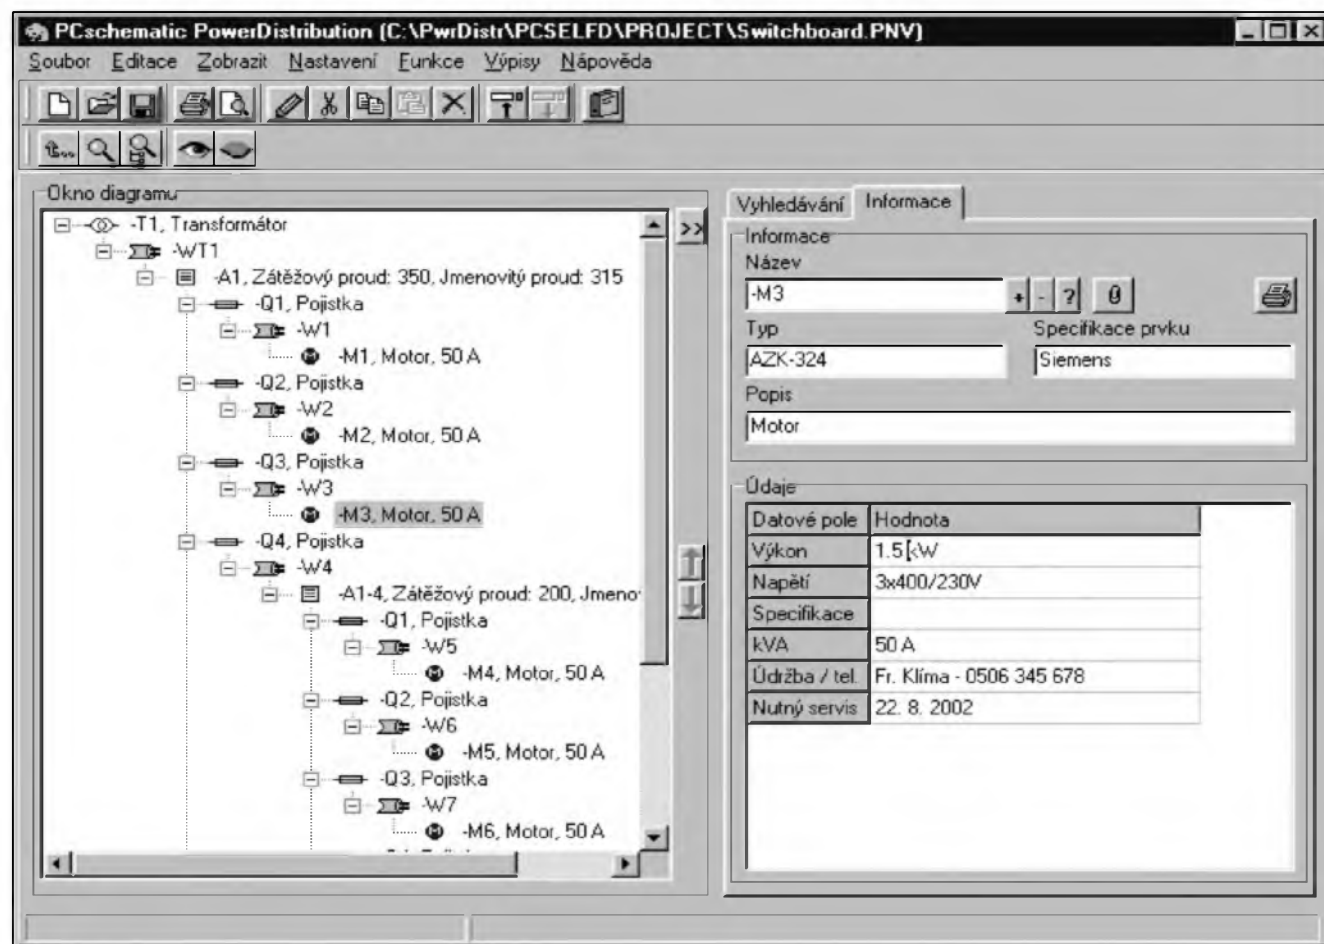 PCschematic PowerDistribution (C:\PwrDistr\PCSELFD\PROJECT\Switchboard.PNV)
Soubor Editace Zobrazit Nastavení Funkce Výpisy Nápověda
Okno diagramu
-T1, Transformátor
-WT1
-A1, Zátěžový proud: 350, Jmenovitý proud: 315
-Q1, Pojistka
-W1
-M1, Motor, 50 A
-Q2, Pojistka
-W2
-M2, Motor, 50 A
-Q3, Pojistka
-W3
-M3, Motor, 50 A
-Q4, Pojistka
-W4
-A1-4, Zátěžový proud: 200, Jmeno
-Q1, Pojistka
-W5
-M4, Motor, 50 A
-Q2, Pojistka
-W6
-M5, Motor, 50 A
-Q3, Pojistka
-W7
-M6, Motor, 50 A
>>
Vyhledávání Informace
Informace
Název
-M3 + - ?
Typ Specifikace prvku
AZK-324 Siemens
Popis
Motor
Údaje
Datové pole Hodnota
Výkon 1.5 kW
Napětí 3x400/230V
Specifikace
kVA 50 A
Údržba / tel. Fr. Klíma - 0506 345 678
Nutný servis 22. 8. 2002